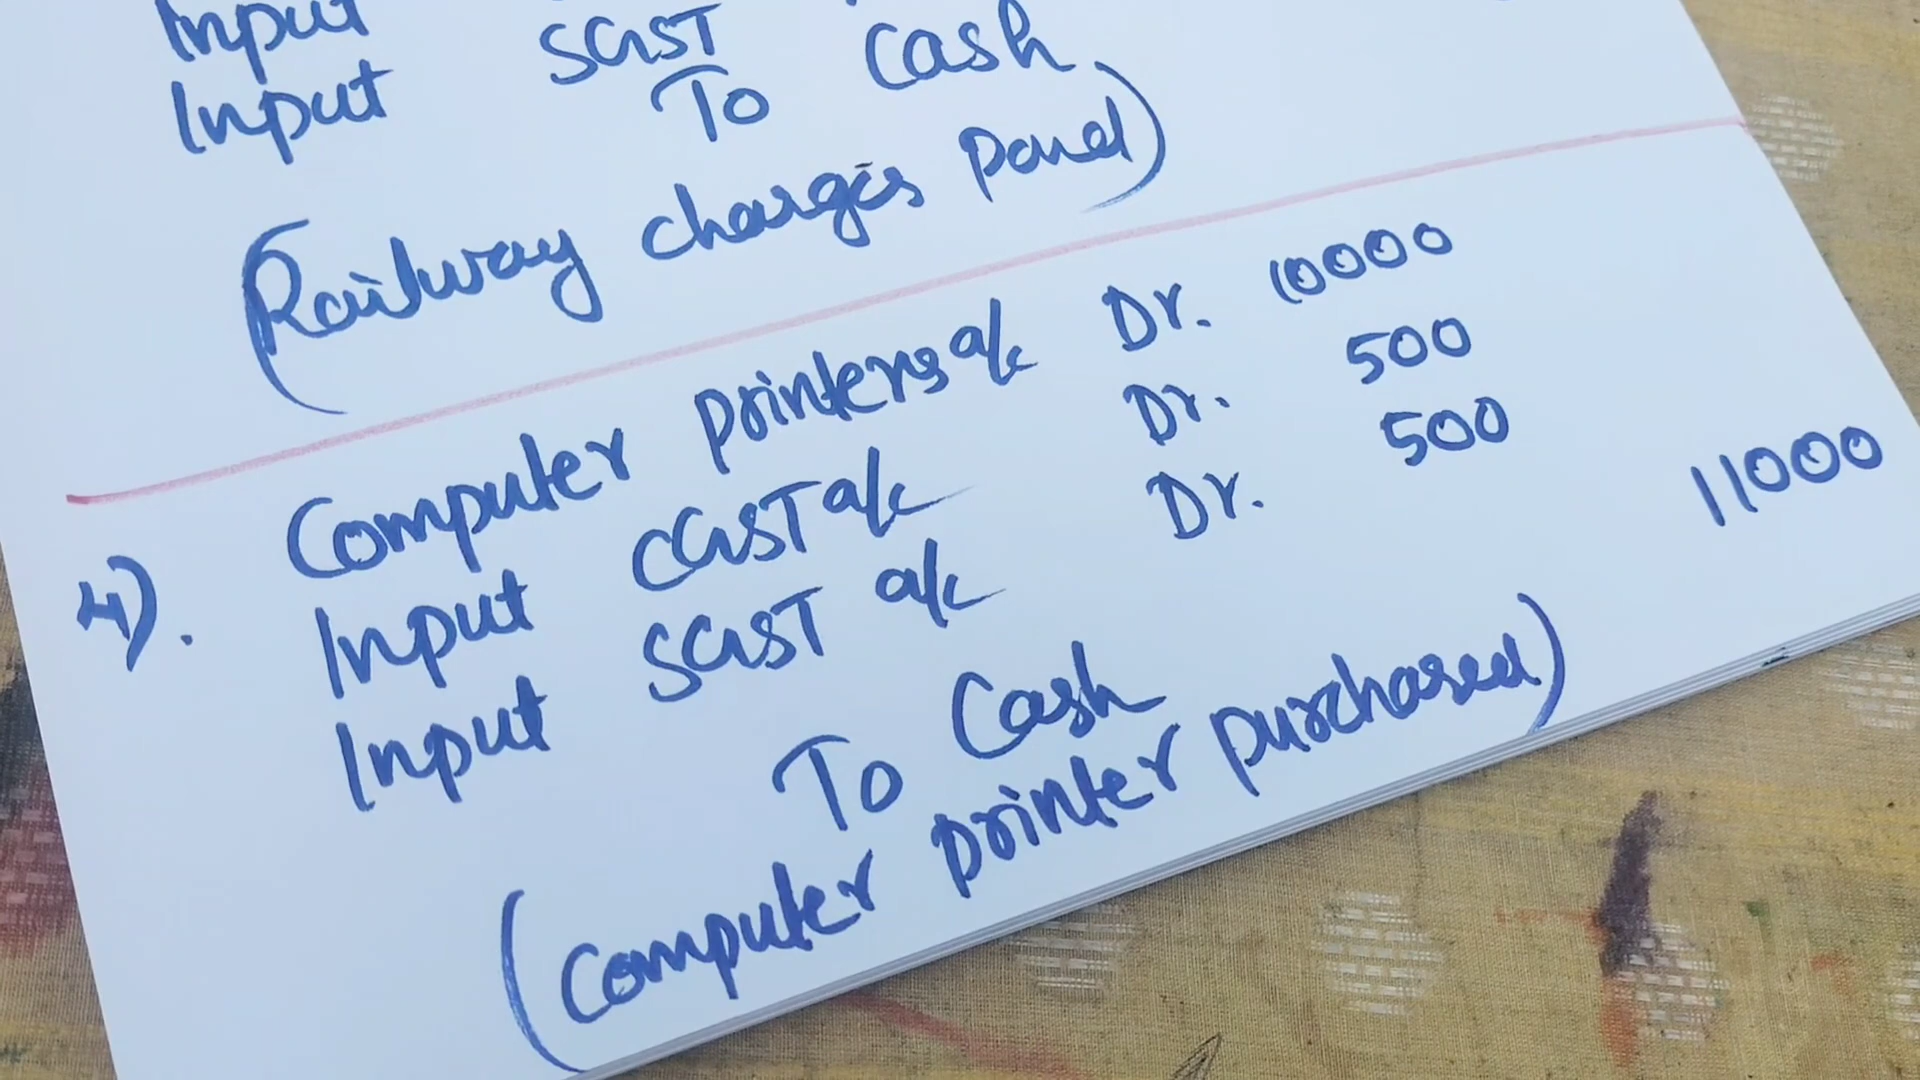 Input
Input SGST
To Cash
(Railway charges paid)
4). Computer printers a/c Dr. 10000
Input CGST a/c Dr. 500
Input SGST a/c Dr. 500
To Cash 11000
(Computer printer purchased)